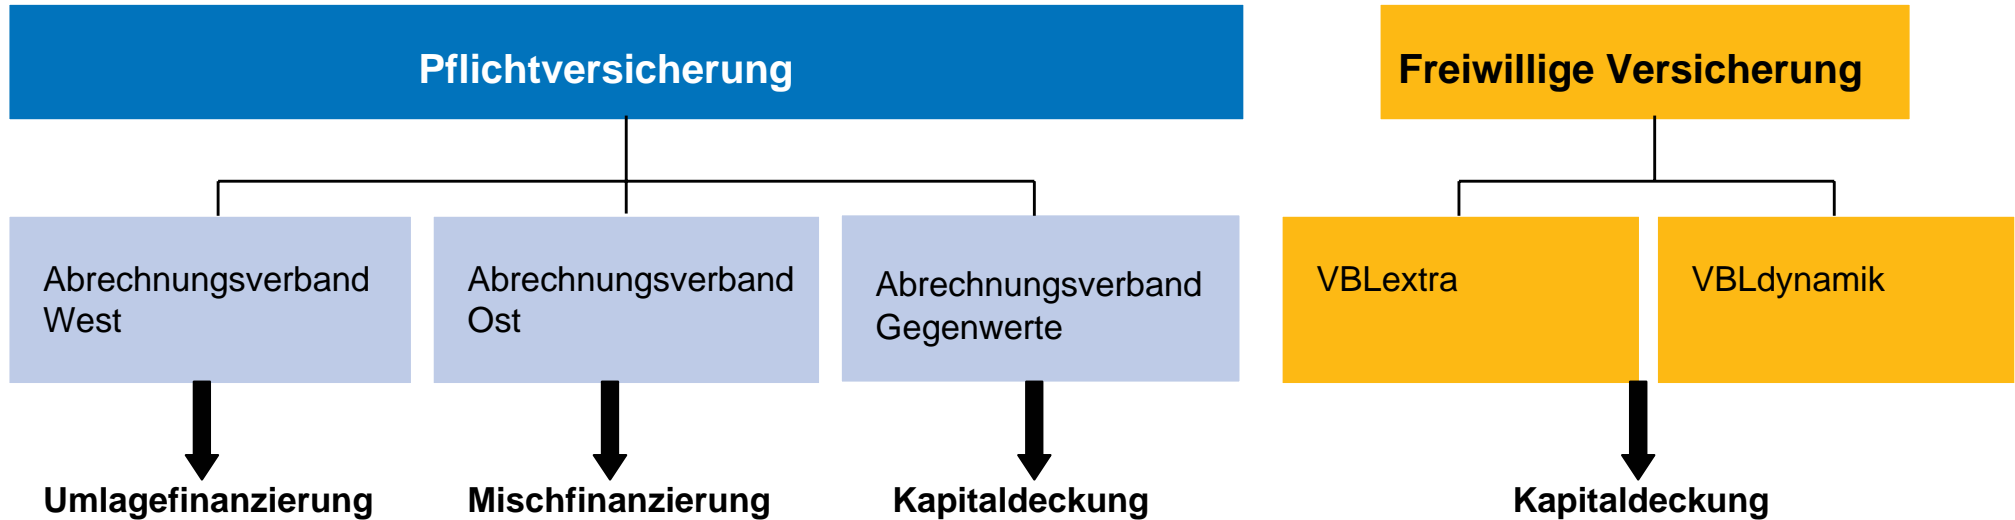 Pflichtversicherung
Freiwillige Versicherung
Abrechnungsverband
West
Abrechnungsverband
Ost
Abrechnungsverband
Gegenwerte
VBLextra
VBLdynamik
Umlagefinanzierung
Mischfinanzierung
Kapitaldeckung
Kapitaldeckung